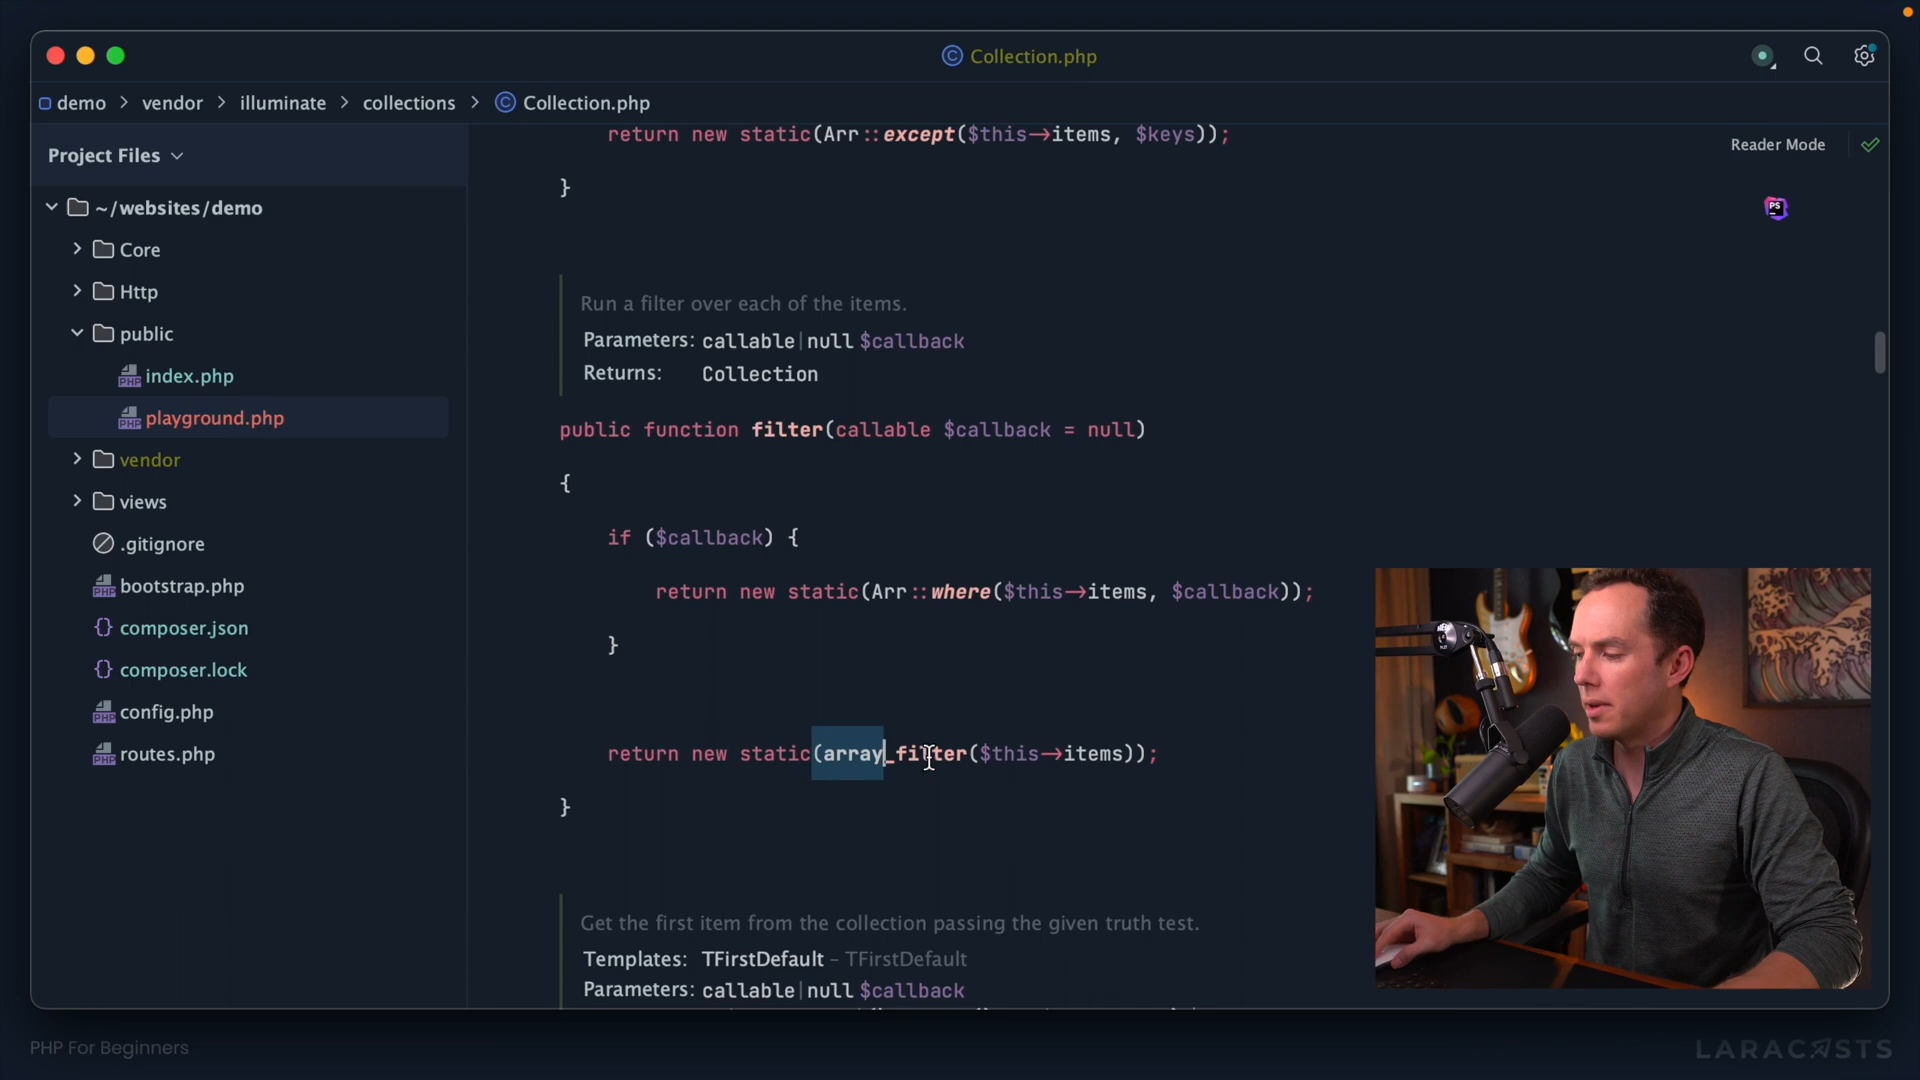 Collection.php
demo > vendor > illuminate > collections > Collection.php
Project Files
~/websites/demo
Core
Http
public
index.php
playground.php
vendor
views
.gitignore
bootstrap.php
composer.json
composer.lock
config.php
routes.php
Reader Mode
return new static(Arr::except($this→items, $keys));
}
Run a filter over each of the items.
Parameters: callable|null $callback
Returns: Collection
public function filter(callable $callback = null)
{
if ($callback) {
return new static(Arr::where($this→items, $callback));
}
return new static(array_filter($this→items));
}
Get the first item from the collection passing the given truth test.
Templates: TFirstDefault – TFirstDefault
Parameters: callable|null $callback
PHP For Beginners
LARACASTS